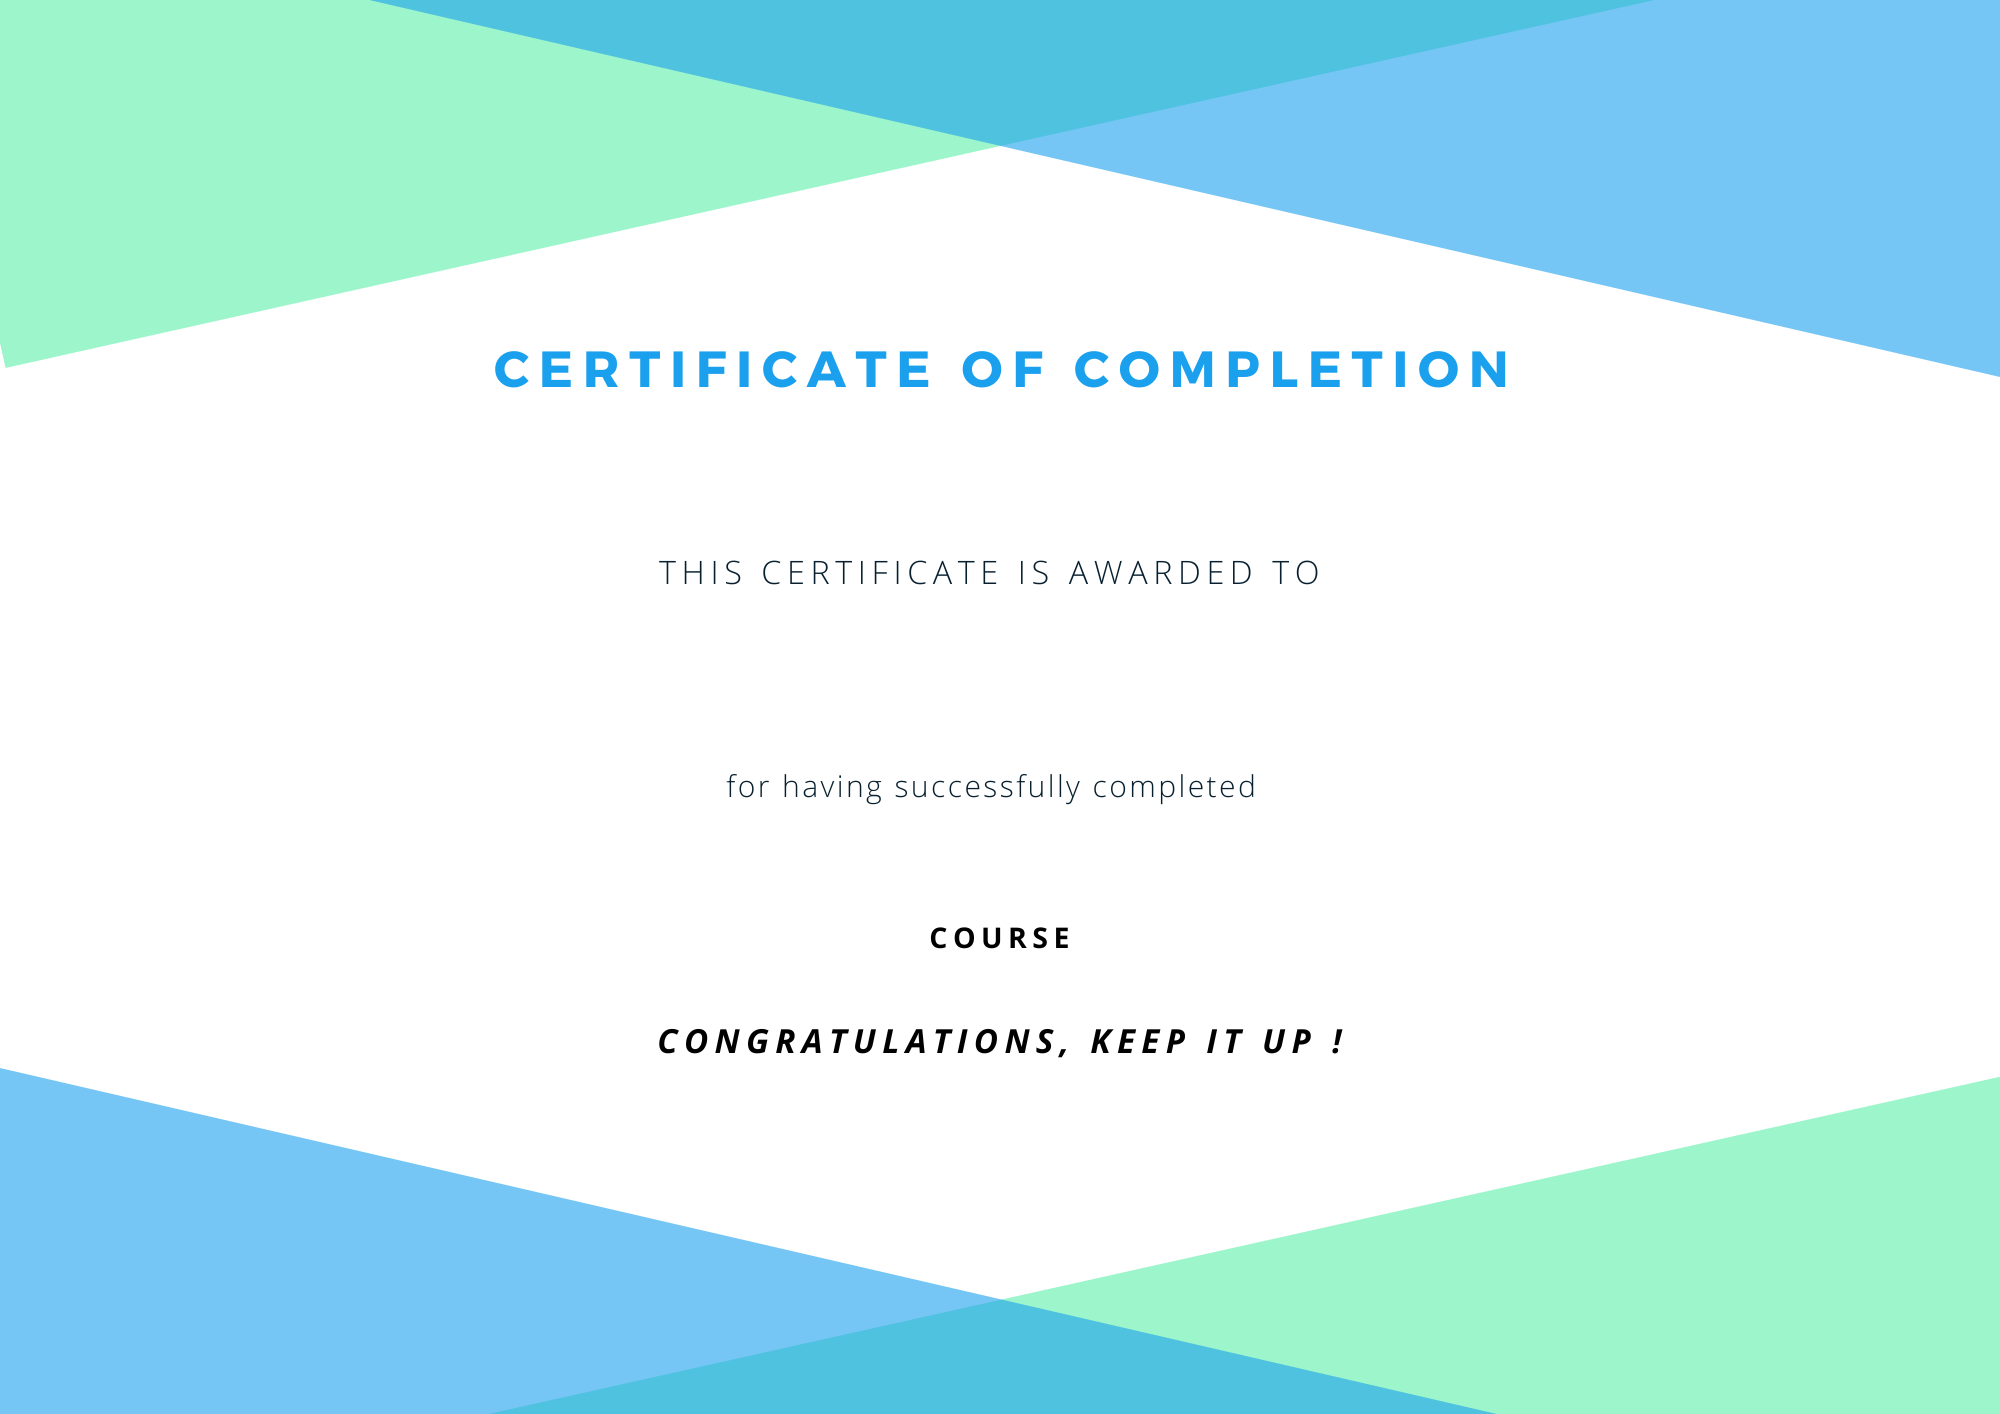 CERTIFICATE OF COMPLETION
THIS CERTIFICATE IS AWARDED TO
for having successfully completed
COURSE
CONGRATULATIONS, KEEP IT UP !